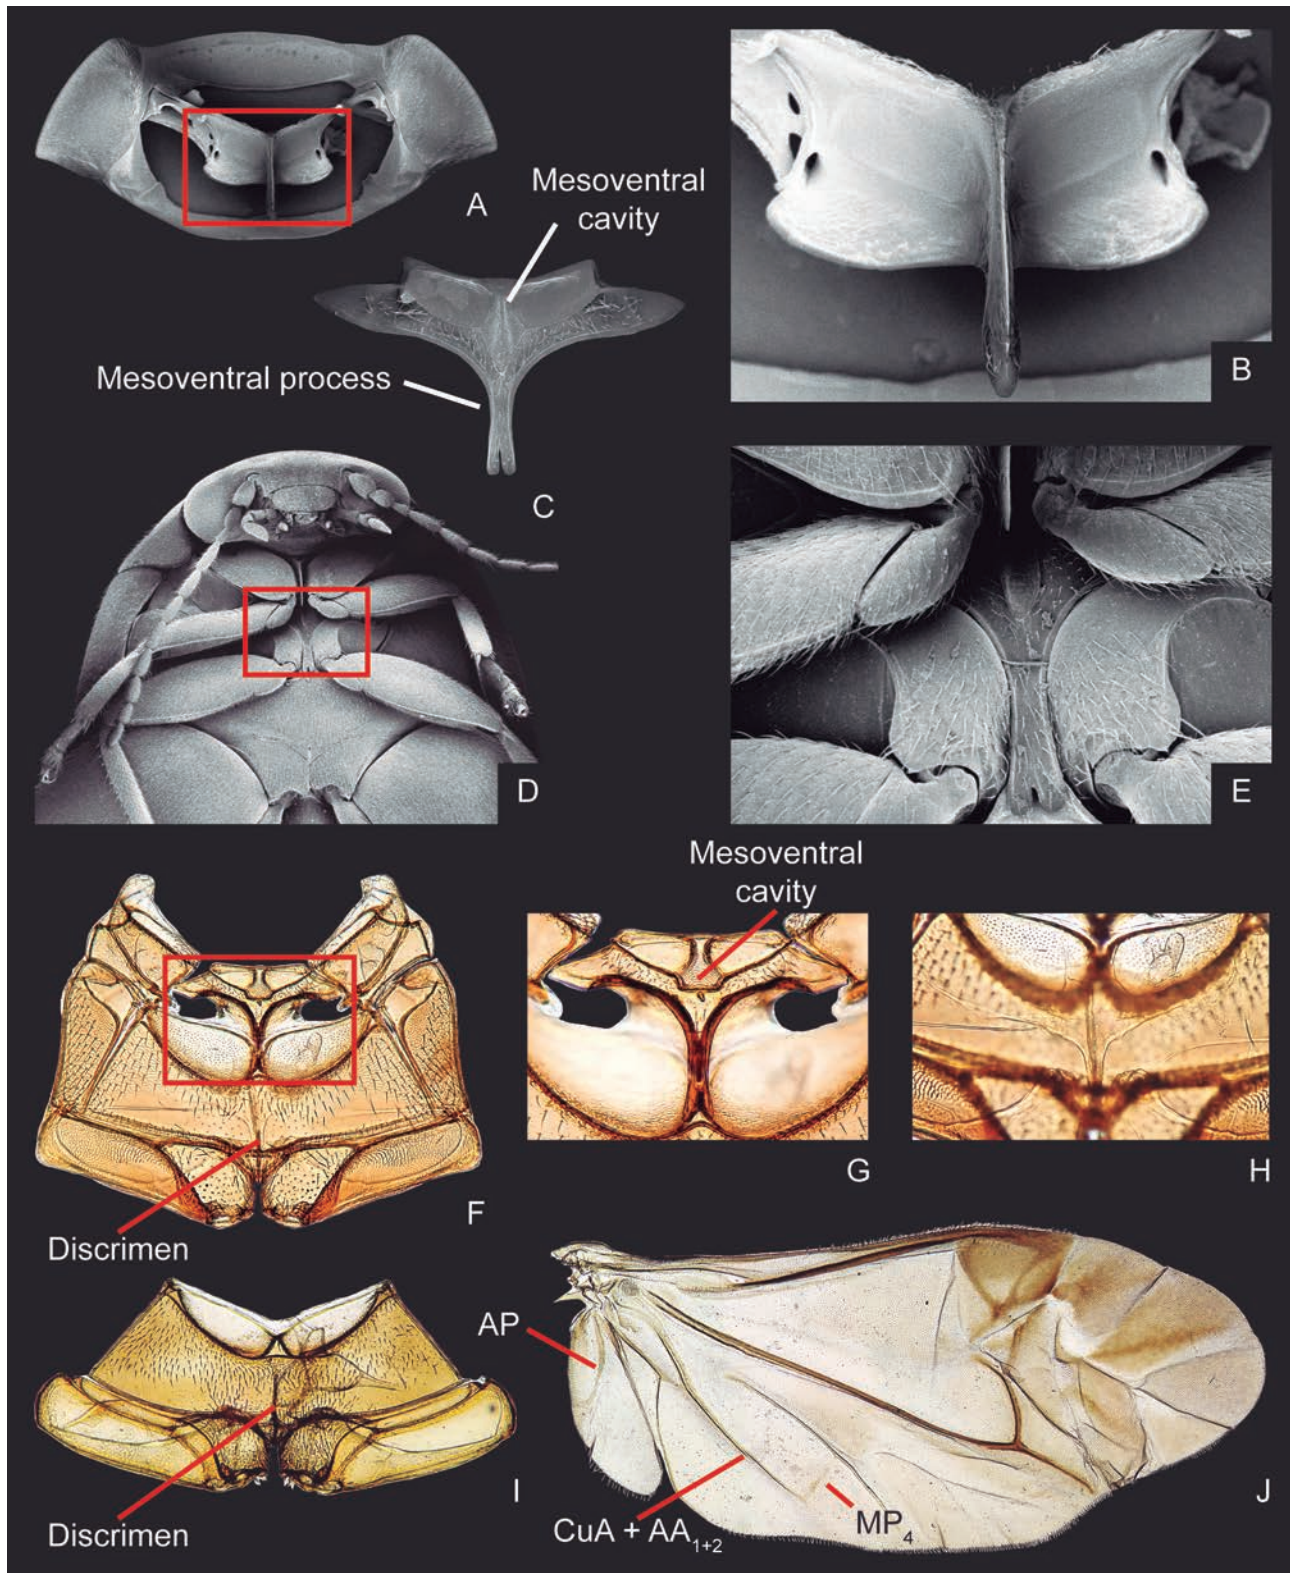 A
Mesoventral
cavity
B
Mesoventral process
C
D
E
Mesoventral
cavity
F
G
H
Discrimen
AP
I
J
Discrimen
CuA + AA₁₊₂
MP₄